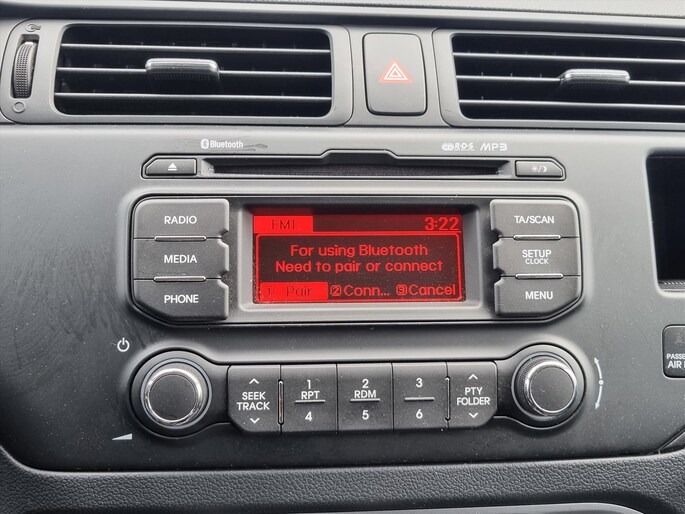 Bluetooth
R·D·S MP3
RADIO
MEDIA
PHONE
FM1 3:22
For using Bluetooth
Need to pair or connect
Pair 2 Conn... 3 Cancel
TA/SCAN
SETUP
CLOCK
MENU
SEEK
TRACK
1
RPT
4
2
RDM
5
3
6
PTY
FOLDER
PASSE
AIR